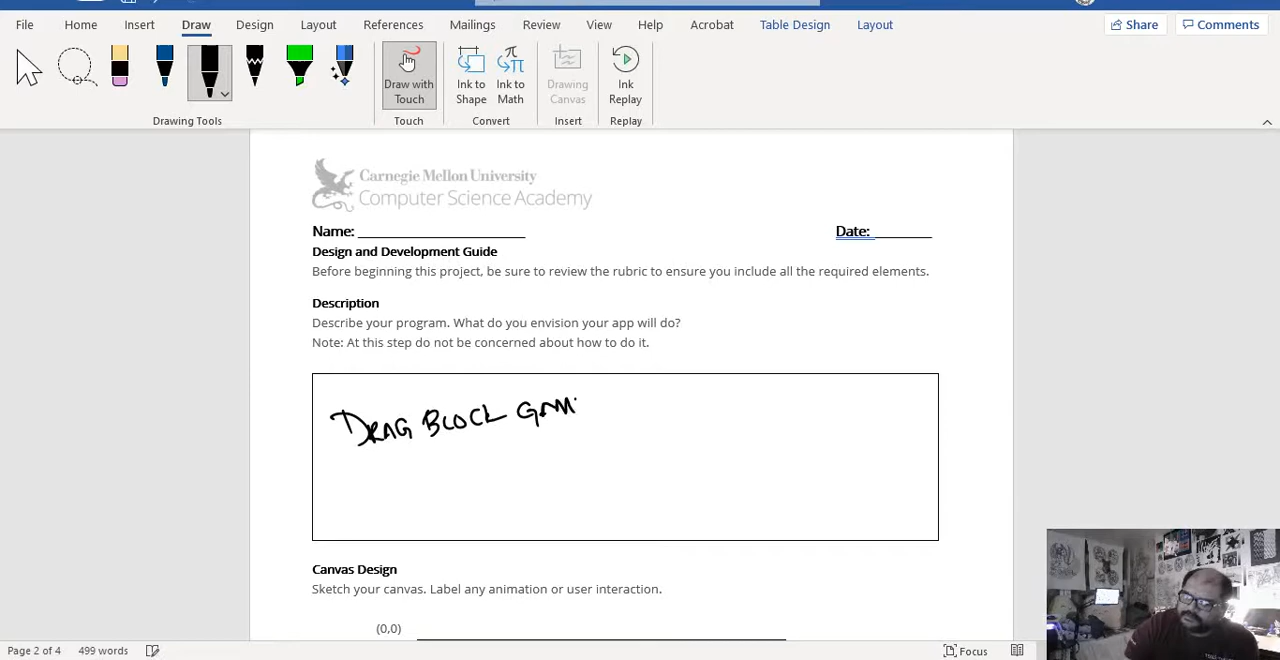 File Home Insert Draw Design Layout References Mailings Review View Help Acrobat Table Design Layout Share Comments
Draw with Touch Ink to Shape Ink to Math Drawing Canvas Ink Replay
Drawing Tools Touch Convert Insert Replay
Carnegie Mellon University
Computer Science Academy
Name: ____________________ Date: ________
Design and Development Guide
Before beginning this project, be sure to review the rubric to ensure you include all the required elements.
Description
Describe your program. What do you envision your app will do?
Note: At this step do not be concerned about how to do it.
DRAG BLOCK GAM
Canvas Design
Sketch your canvas. Label any animation or user interaction.
(0,0)
Page 2 of 4 499 words Focus